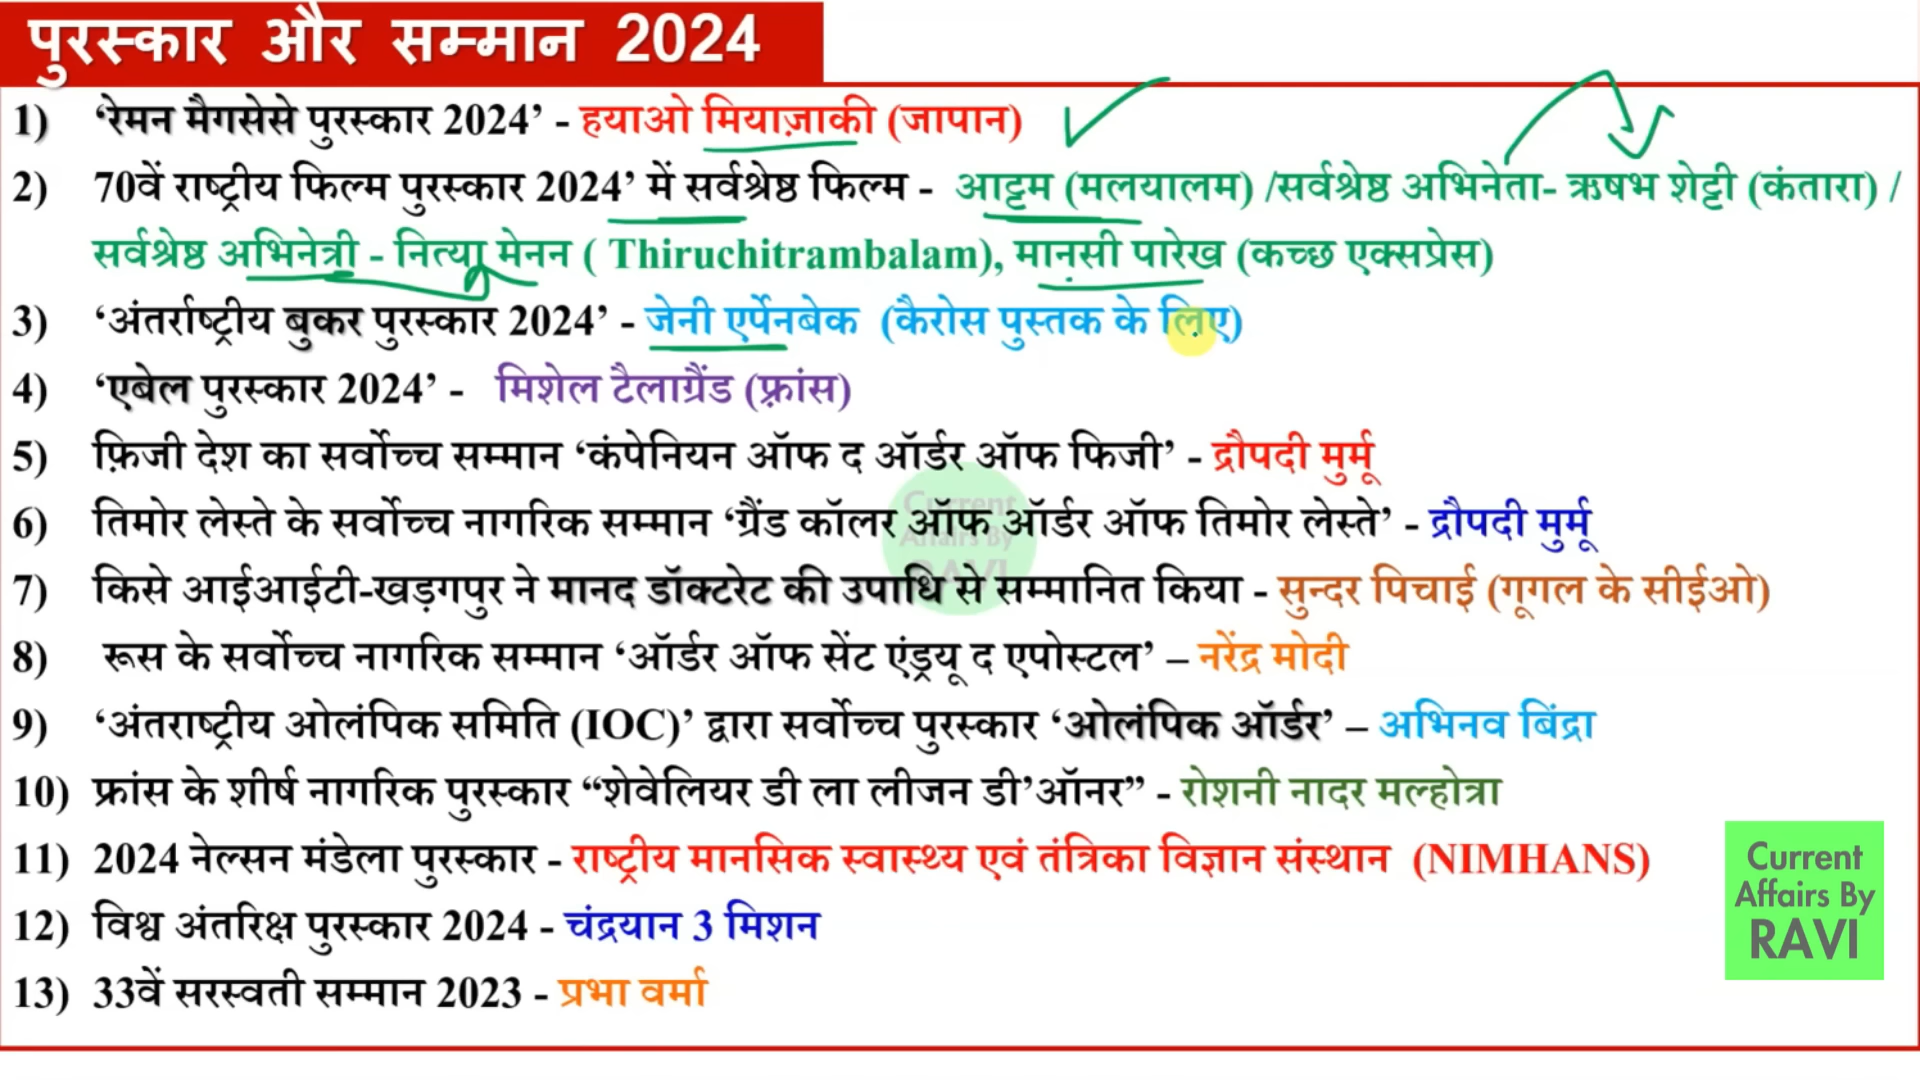 पुरस्कार और सम्मान 2024
1) ‘रेमन मैगसेसे पुरस्कार 2024’ - हयाओ मियाज़ाकी (जापान)
2) 70वें राष्ट्रीय फिल्म पुरस्कार 2024’ में सर्वश्रेष्ठ फिल्म - आट्टम (मलयालम) /सर्वश्रेष्ठ अभिनेता- ऋषभ शेट्टी (कंतारा) /
सर्वश्रेष्ठ अभिनेत्री - नित्या मेनन ( Thiruchitrambalam), मानसी पारेख (कच्छ एक्सप्रेस)
3) ‘अंतर्राष्ट्रीय बुकर पुरस्कार 2024’ - जेनी एर्पेनबेक (कैरोस पुस्तक के लिए)
4) ‘एबेल पुरस्कार 2024’ - मिशेल टैलाग्रैंड (फ़्रांस)
5) फ़िजी देश का सर्वोच्च सम्मान ‘कंपेनियन ऑफ द ऑर्डर ऑफ फिजी’ - द्रौपदी मुर्मू
6) तिमोर लेस्ते के सर्वोच्च नागरिक सम्मान ‘ग्रैंड कॉलर ऑफ ऑर्डर ऑफ तिमोर लेस्ते’ - द्रौपदी मुर्मू
7) किसे आईआईटी-खड़गपुर ने मानद डॉक्टरेट की उपाधि से सम्मानित किया - सुन्दर पिचाई (गूगल के सीईओ)
8) रूस के सर्वोच्च नागरिक सम्मान ‘ऑर्डर ऑफ सेंट एंड्रयू द एपोस्टल’ – नरेंद्र मोदी
9) ‘अंतराष्ट्रीय ओलंपिक समिति (IOC)’ द्वारा सर्वोच्च पुरस्कार ‘ओलंपिक ऑर्डर’ – अभिनव बिंद्रा
10) फ्रांस के शीर्ष नागरिक पुरस्कार “शेवेलियर डी ला लीजन डी’ऑनर” - रोशनी नादर मल्होत्रा
11) 2024 नेल्सन मंडेला पुरस्कार - राष्ट्रीय मानसिक स्वास्थ्य एवं तंत्रिका विज्ञान संस्थान (NIMHANS)
12) विश्व अंतरिक्ष पुरस्कार 2024 - चंद्रयान 3 मिशन
13) 33वें सरस्वती सम्मान 2023 - प्रभा वर्मा
Current
Affairs By
RAVI
Current
Affairs By
RAVI